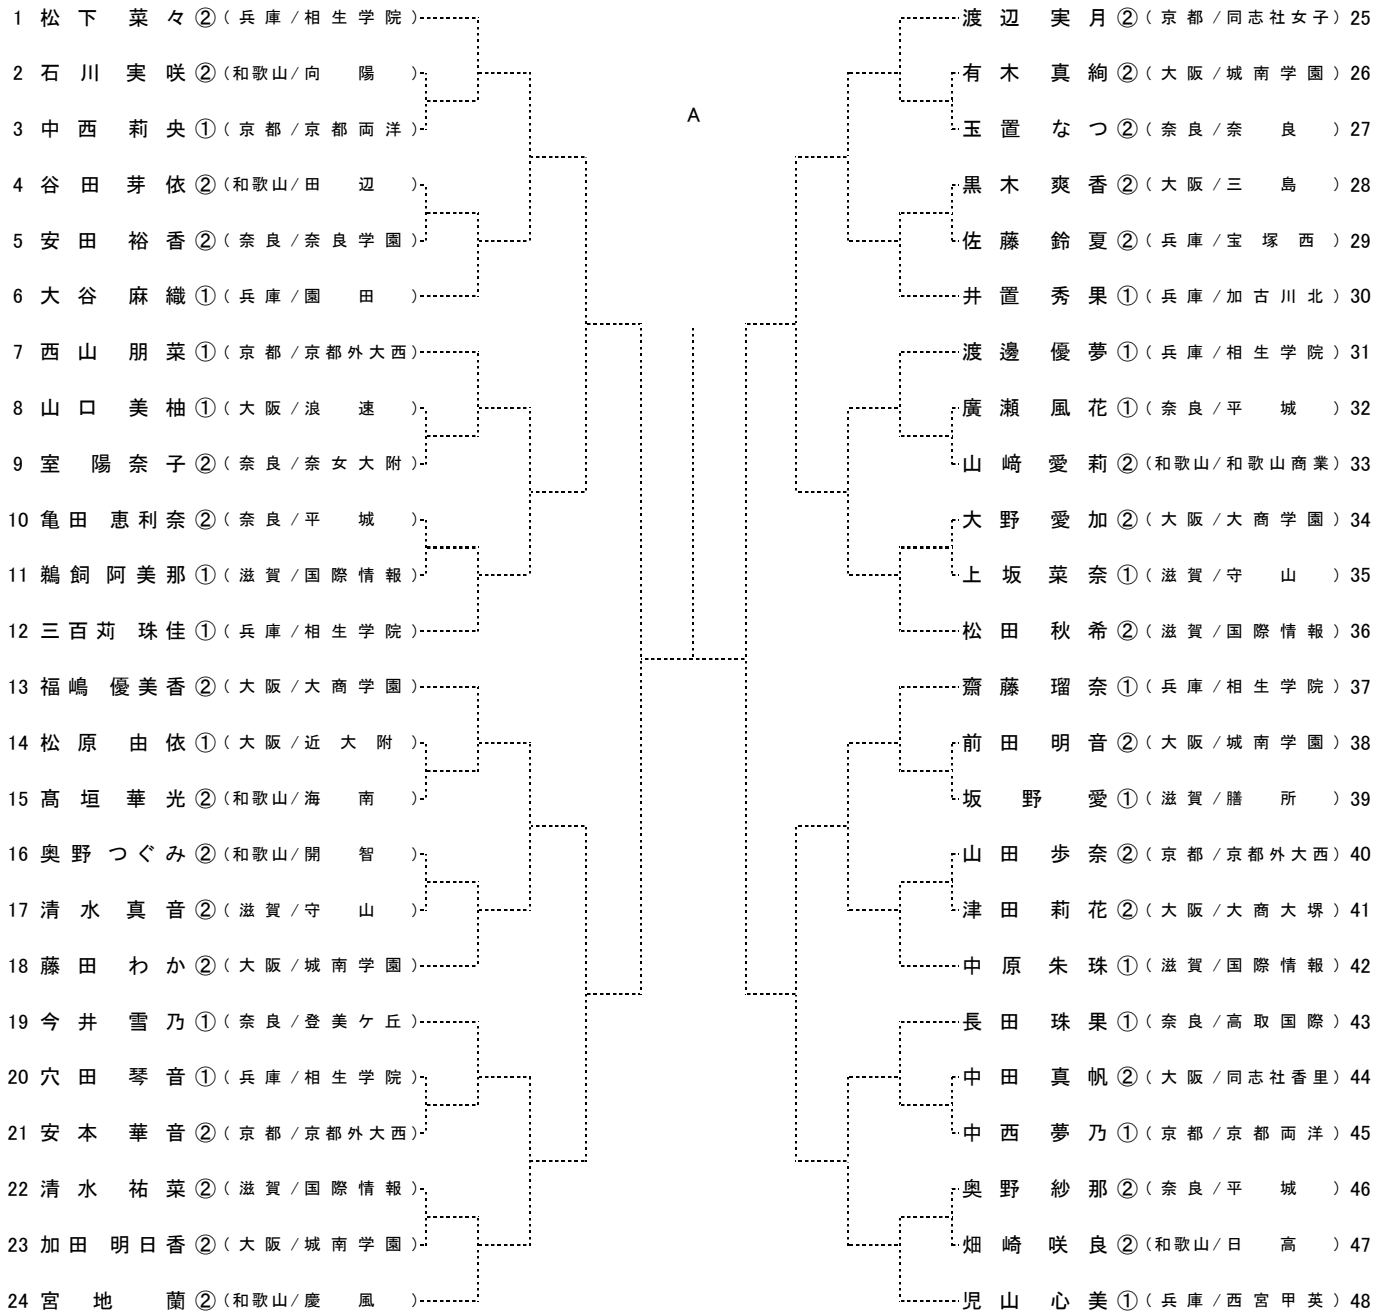 1 松下 菜々 ② (兵庫/相生学院)
2 石川 実咲 ② (和歌山/向陽)
3 中西 莉央 ① (京都/京都両洋)
4 谷田 芽依 ② (和歌山/田辺)
5 安田 裕香 ② (奈良/奈良学園)
6 大谷 麻織 ① (兵庫/園田)
7 西山 朋菜 ① (京都/京都外大西)
8 山口 美柚 ① (大阪/浪速)
9 室 陽奈子 ② (奈良/奈女大附)
10 亀田 恵利奈 ② (奈良/平城)
11 鵜飼 阿美那 ① (滋賀/国際情報)
12 三百苅 珠佳 ① (兵庫/相生学院)
13 福嶋 優美香 ② (大阪/大商学園)
14 松原 由依 ① (大阪/近大附)
15 髙垣 華光 ② (和歌山/海南)
16 奥野 つぐみ ② (和歌山/開智)
17 清水 真音 ② (滋賀/守山)
18 藤田 わか ② (大阪/城南学園)
19 今井 雪乃 ① (奈良/登美ケ丘)
20 穴田 琴音 ① (兵庫/相生学院)
21 安本 華音 ② (京都/京都外大西)
22 清水 祐菜 ② (滋賀/国際情報)
23 加田 明日香 ② (大阪/城南学園)
24 宮地 蘭 ② (和歌山/慶風)
A
渡辺 実月 ② (京都/同志社女子) 25
有木 真絢 ② (大阪/城南学園) 26
玉置 なつ ② (奈良/奈良) 27
黒木 爽香 ② (大阪/三島) 28
佐藤 鈴夏 ② (兵庫/宝塚西) 29
井置 秀果 ① (兵庫/加古川北) 30
渡邊 優夢 ① (兵庫/相生学院) 31
廣瀬 風花 ① (奈良/平城) 32
山﨑 愛莉 ② (和歌山/和歌山商業) 33
大野 愛加 ② (大阪/大商学園) 34
上坂 菜奈 ① (滋賀/守山) 35
松田 秋希 ② (滋賀/国際情報) 36
齋藤 瑠奈 ① (兵庫/相生学院) 37
前田 明音 ② (大阪/城南学園) 38
坂野 愛 ① (滋賀/膳所) 39
山田 歩奈 ② (京都/京都外大西) 40
津田 莉花 ② (大阪/大商大堺) 41
中原 朱珠 ① (滋賀/国際情報) 42
長田 珠果 ① (奈良/高取国際) 43
中田 真帆 ② (大阪/同志社香里) 44
中西 夢乃 ① (京都/京都両洋) 45
奥野 紗那 ② (奈良/平城) 46
畑崎 咲良 ② (和歌山/日高) 47
児山 心美 ① (兵庫/西宮甲英) 48